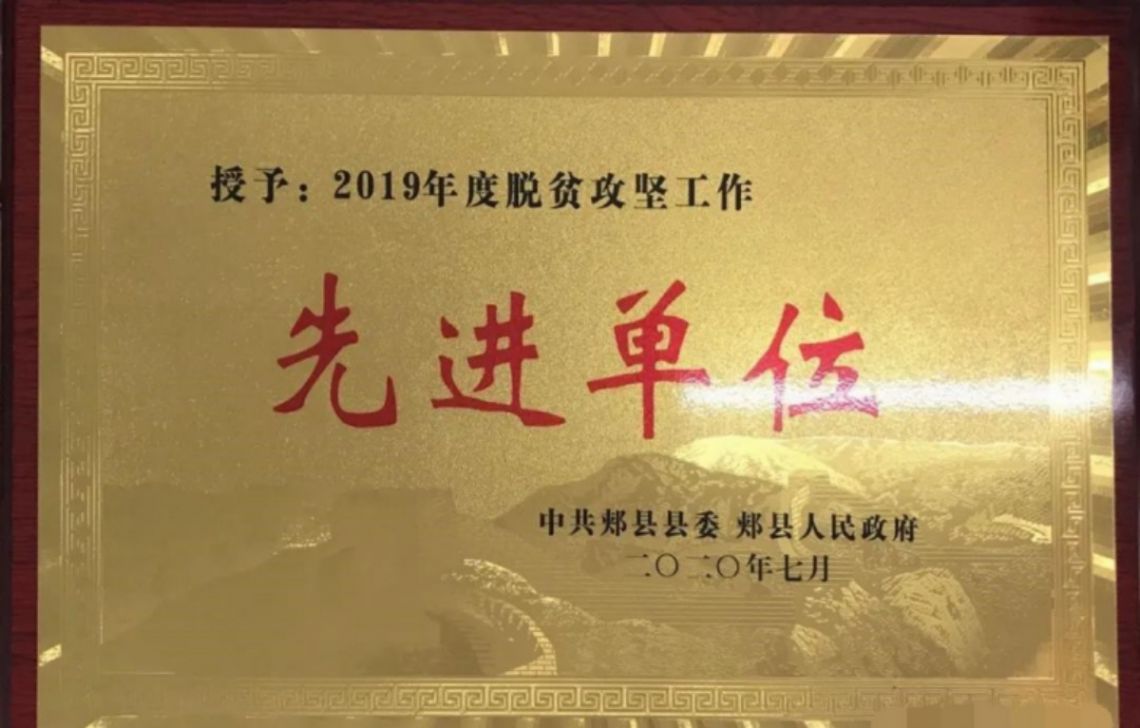 授予：2019年度脱贫攻坚工作
先进单位
中共郏县县委 郏县人民政府
二〇二〇年七月